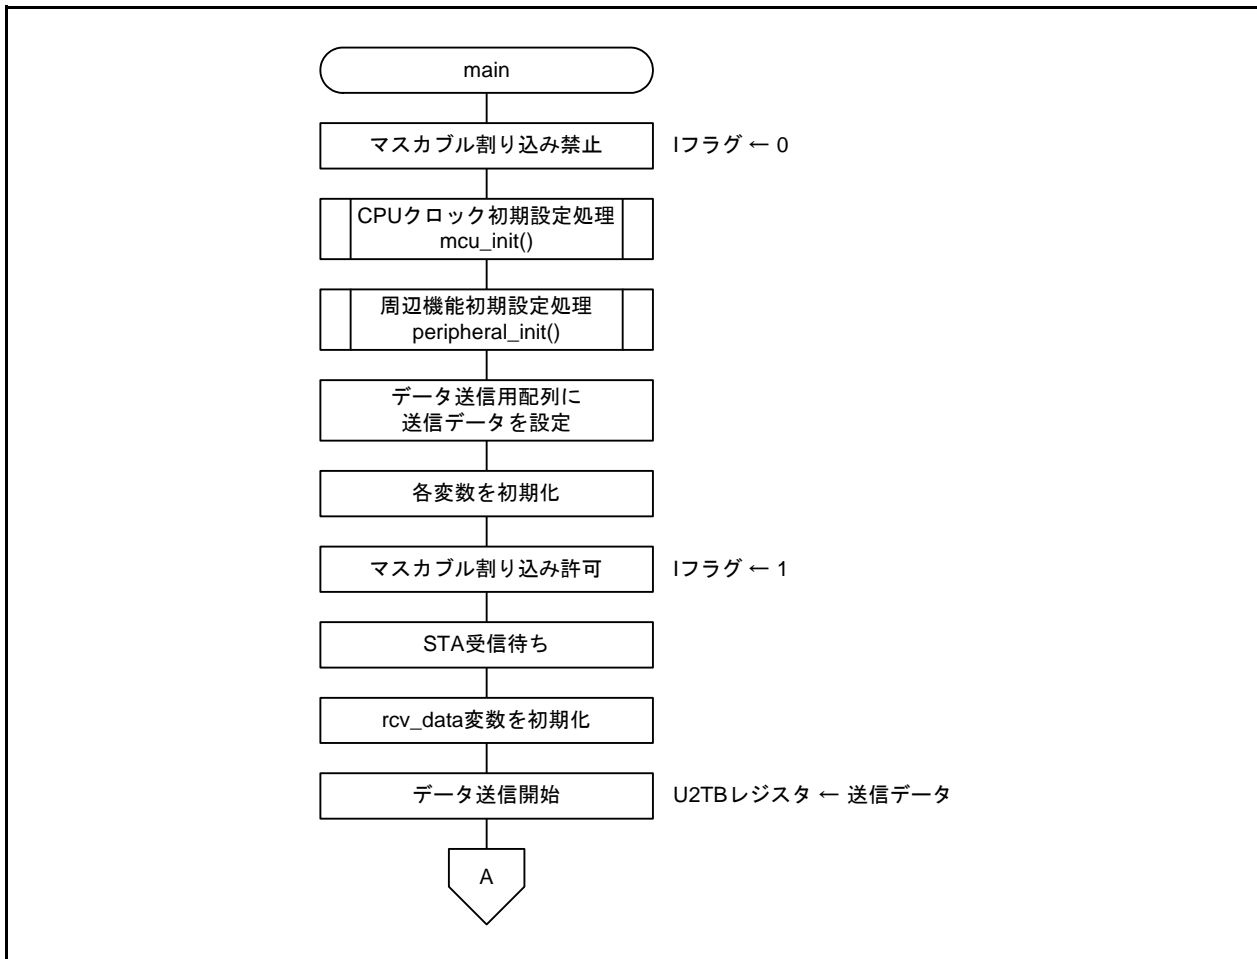 main
マスカブル割り込み禁止 Iフラグ ← 0
CPUクロック初期設定処理
mcu_init()
周辺機能初期設定処理
peripheral_init()
データ送信用配列に
送信データを設定
各変数を初期化
マスカブル割り込み許可 Iフラグ ← 1
STA受信待ち
rcv_data変数を初期化
データ送信開始 U2TBレジスタ ← 送信データ
A